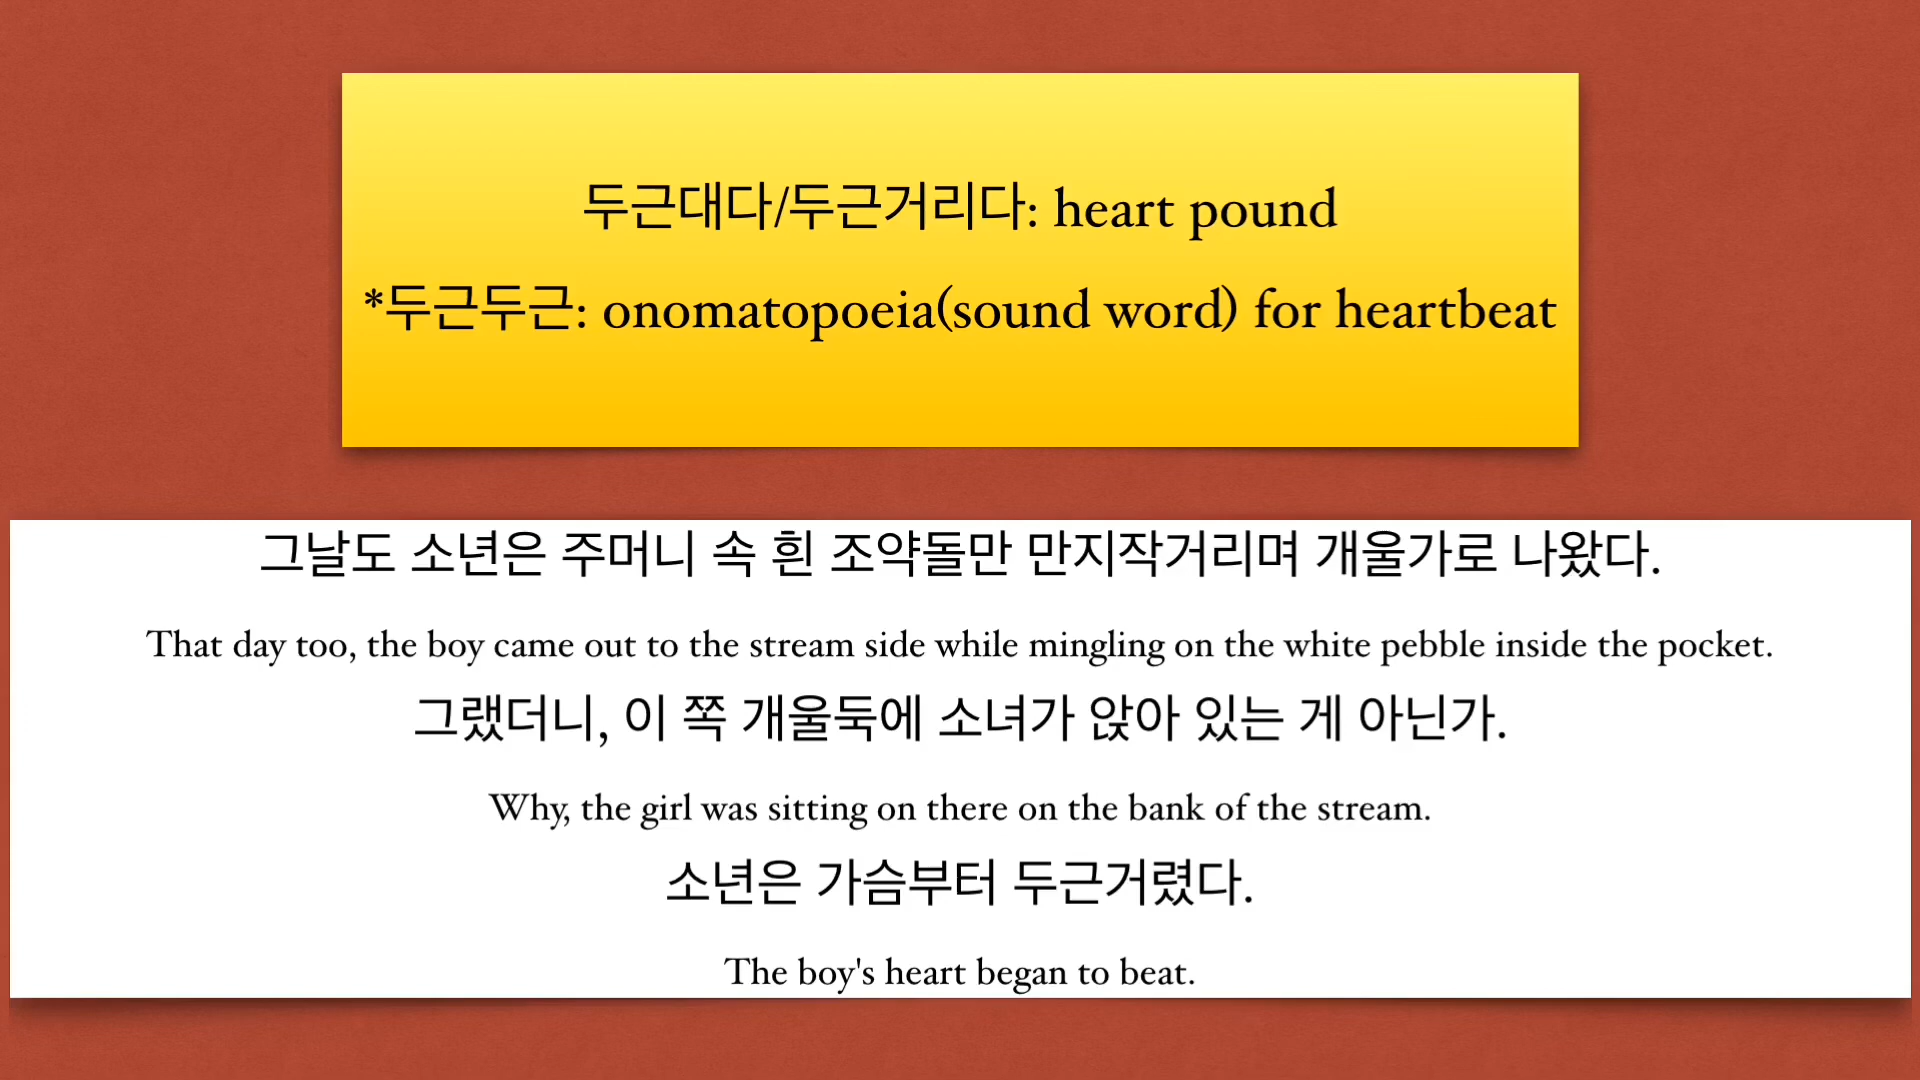 두근대다/두근거리다: heart pound
*두근두근: onomatopoeia(sound word) for heartbeat
그날도 소년은 주머니 속 흰 조약돌만 만지작거리며 개울가로 나왔다.
That day too, the boy came out to the stream side while mingling on the white pebble inside the pocket.
그랬더니, 이 쪽 개울둑에 소녀가 앉아 있는 게 아닌가.
Why, the girl was sitting on there on the bank of the stream.
소년은 가슴부터 두근거렸다.
The boy's heart began to beat.